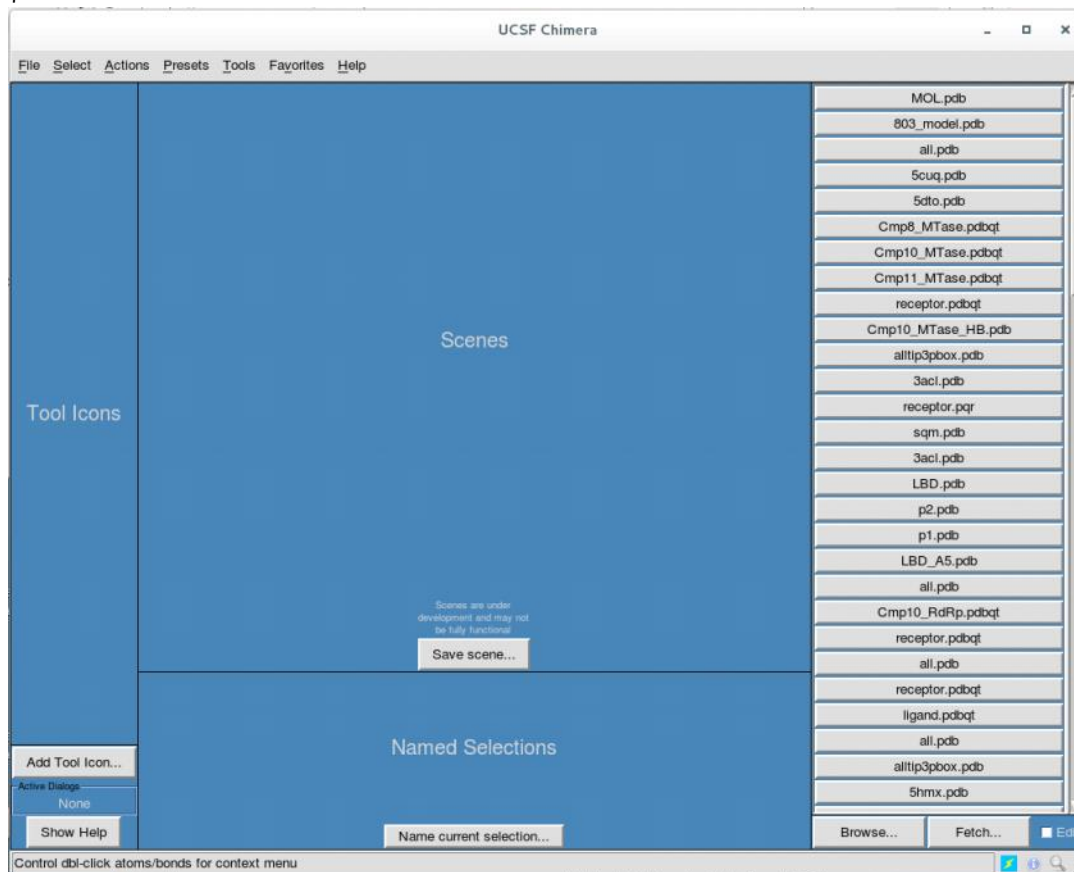 UCSF Chimera
File Select Actions Presets Tools Favorites Help
Tool Icons
Add Tool Icon...
Active Dialogs
None
Show Help
Scenes
Scenes are under
development and may not
be fully functional
Save scene...
Named Selections
Name current selection...
MOL.pdb
803_model.pdb
all.pdb
5cuq.pdb
5dto.pdb
Cmp8_MTase.pdbqt
Cmp10_MTase.pdbqt
Cmp11_MTase.pdbqt
receptor.pdbqt
Cmp10_MTase_HB.pdb
alltip3pbox.pdb
3acl.pdb
receptor.pqr
sqm.pdb
3acl.pdb
LBD.pdb
p2.pdb
p1.pdb
LBD_A5.pdb
all.pdb
Cmp10_RdRp.pdbqt
receptor.pdbqt
all.pdb
receptor.pdbqt
ligand.pdbqt
all.pdb
alltip3pbox.pdb
5hmx.pdb
Browse... Fetch... Edi
Control dbl-click atoms/bonds for context menu